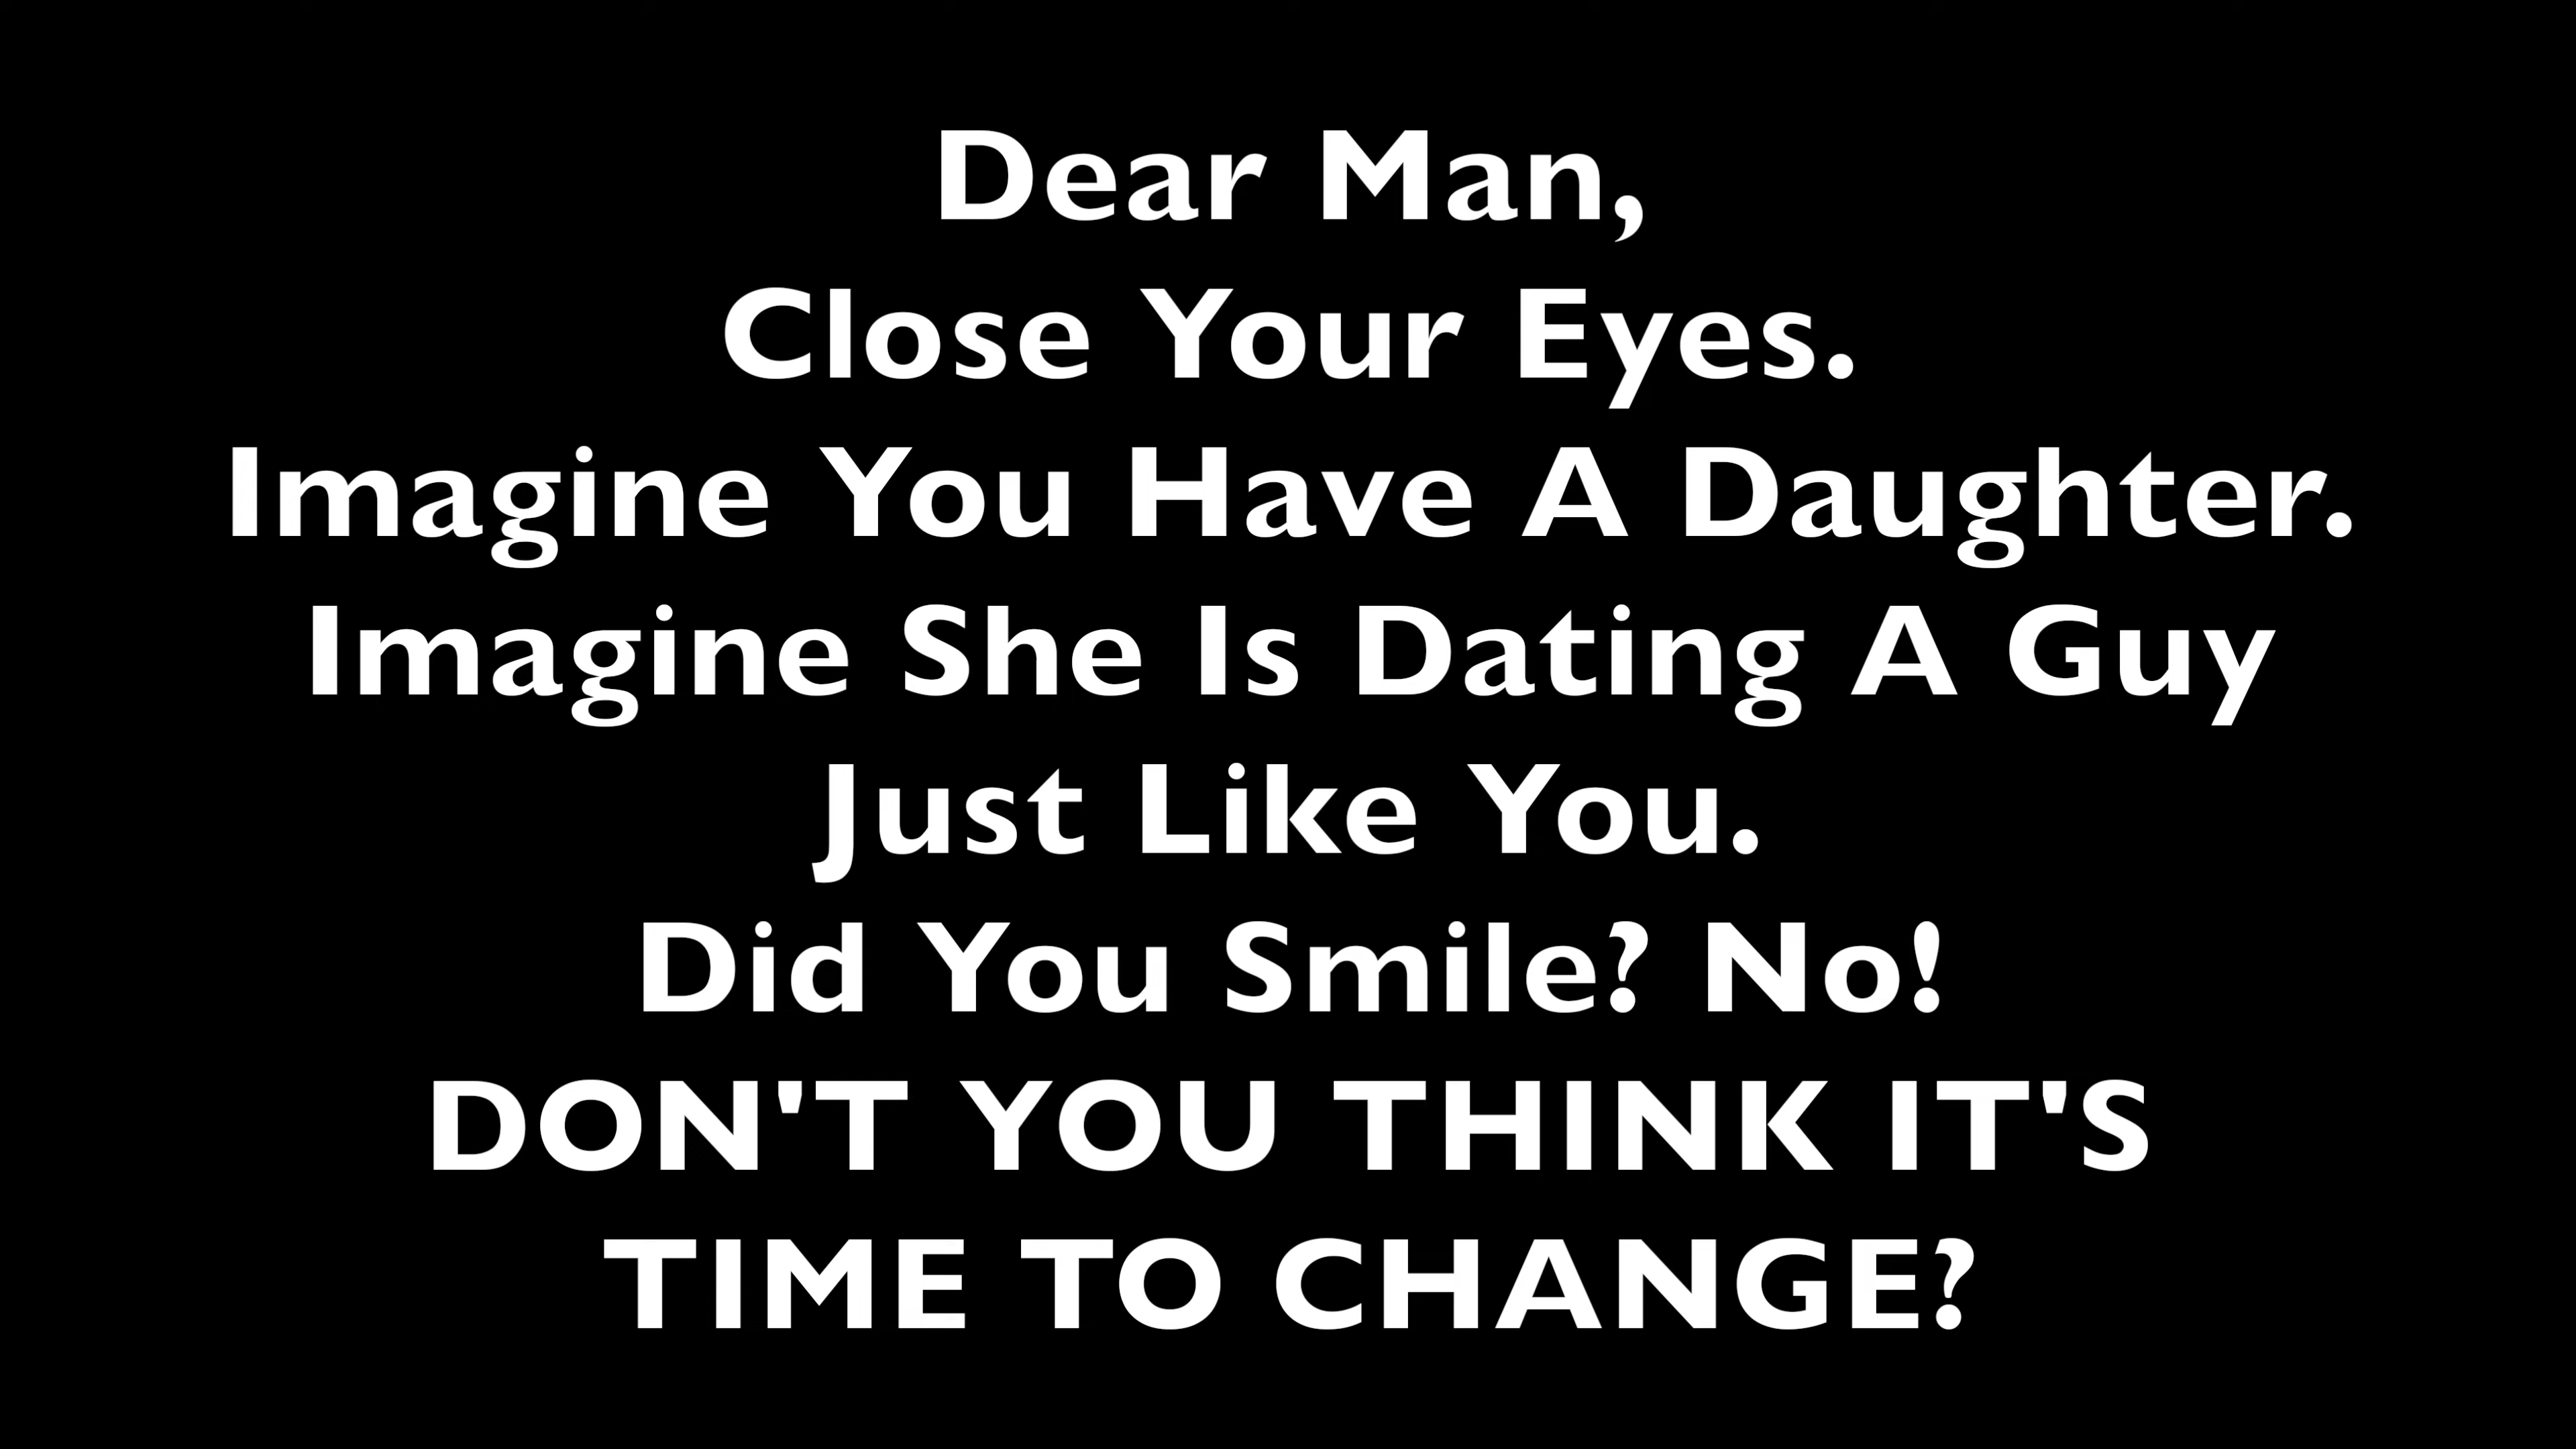 Dear Man,
Close Your Eyes.
Imagine You Have A Daughter.
Imagine She Is Dating A Guy
Just Like You.
Did You Smile? No!
DON'T YOU THINK IT'S
TIME TO CHANGE?